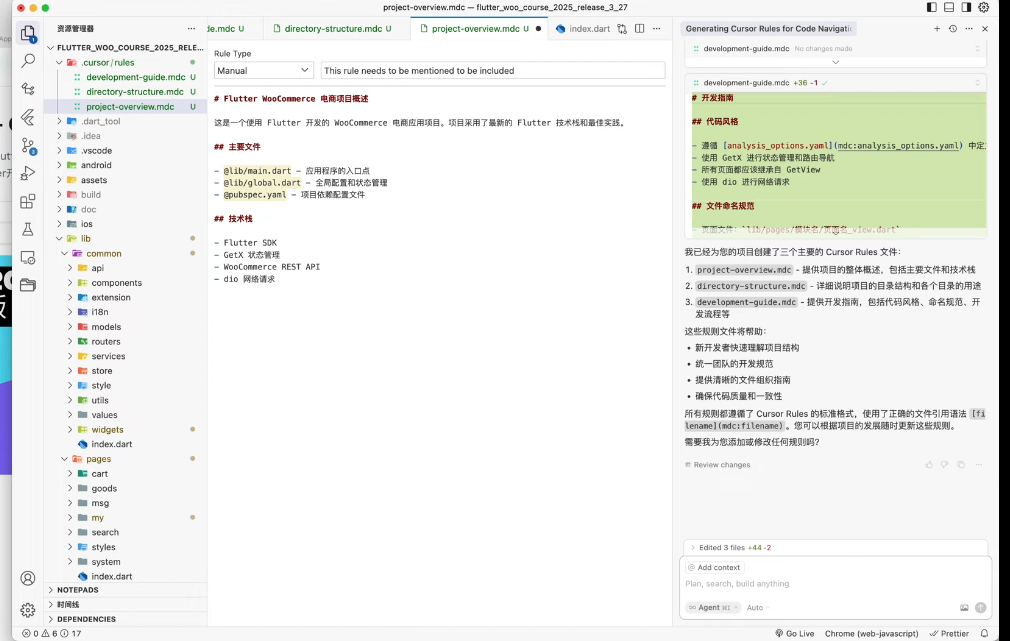 project-overview.mdc — flutter_woo_course_2025_release_3_27
资源管理器
FLUTTER_WOO_COURSE_2025_RELE...
.cursor/rules
development-guide.mdc U
directory-structure.mdc U
project-overview.mdc U
.dart_tool
.idea
.vscode
android
assets
build
doc
ios
lib
common
api
components
extension
i18n
models
routers
services
store
style
utils
values
widgets
index.dart
pages
cart
goods
msg
my
search
styles
system
index.dart
NOTEPADS
时间线
DEPENDENCIES
0 6 17
de.mdc U
directory-structure.mdc U
project-overview.mdc U
index.dart
Rule Type
Manual
This rule needs to be mentioned to be included
# Flutter WooCommerce 电商项目概述
这是一个使用 Flutter 开发的 WooCommerce 电商应用项目。项目采用了最新的 Flutter 技术栈和最佳实践。
## 主要文件
- @lib/main.dart - 应用程序的入口点
- @lib/global.dart - 全局配置和状态管理
- @pubspec.yaml - 项目依赖配置文件
## 技术栈
- Flutter SDK
- GetX 状态管理
- WooCommerce REST API
- dio 网络请求
Generating Cursor Rules for Code Navigatio
development-guide.mdc No changes made
development-guide.mdc +36 -1
# 开发指南
## 代码风格
- 遵循 [analysis_options.yaml](mdc:analysis_options.yaml) 中定
- 使用 GetX 进行状态管理和路由导航
- 所有页面都应该继承自 GetView
- 使用 dio 进行网络请求
## 文件命名规范
- 页面文件：`lib/pages/模块名/页面名_view.dart`
我已经为您的项目创建了三个主要的 Cursor Rules 文件：
1. project-overview.mdc - 提供项目的整体概述，包括主要文件和技术栈
2. directory-structure.mdc - 详细说明项目的目录结构和各个目录的用途
3. development-guide.mdc - 提供开发指南，包括代码风格、命名规范、开
发流程等
这些规则文件将帮助：
• 新开发者快速理解项目结构
• 统一团队的开发规范
• 提供清晰的文件组织指南
• 确保代码质量和一致性
所有规则都遵循了 Cursor Rules 的标准格式，使用了正确的文件引用语法 [fi
lename](mdc:filename)。您可以根据项目的发展随时更新这些规则。
需要我为您添加或修改任何规则吗？
Review changes
Edited 3 files +44 -2
@ Add context
Plan, search, build anything
Agent ⌘I Auto
Go Live Chrome (web-javascript) Prettier